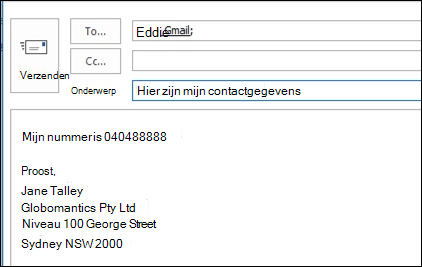 To...
Eddie Gmail;
Cc...
Verzenden
Onderwerp
Hier zijn mijn contactgegevens
Mijn nummeris 040488888
Proost,
Jane Talley
Globomantics Pty Ltd
Niveau 100 George Street
Sydney NSW 2000